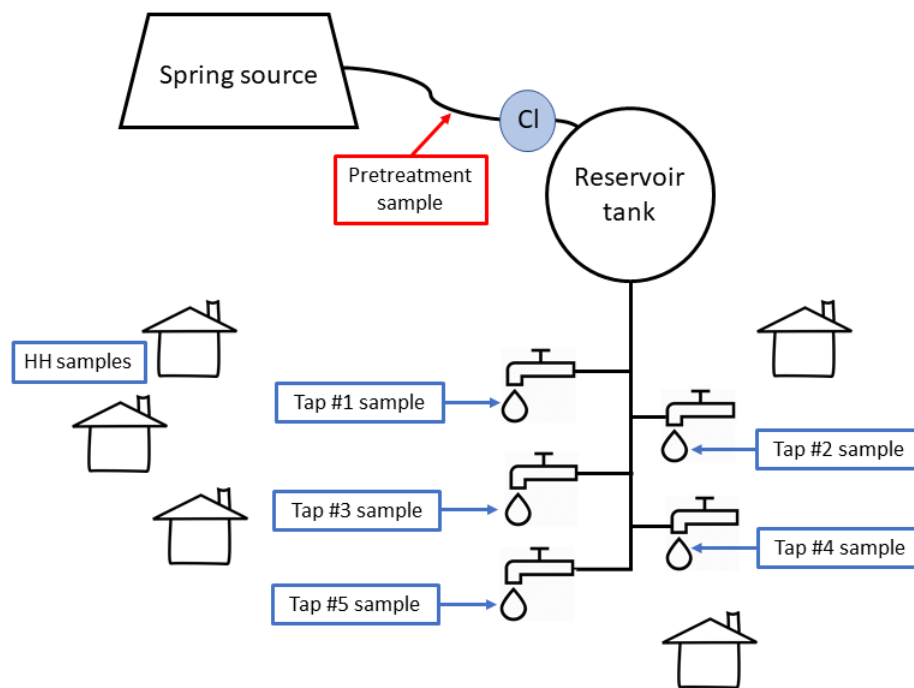 Spring source
Cl
Pretreatment
sample
Reservoir
tank
HH samples
Tap #1 sample
Tap #2 sample
Tap #3 sample
Tap #4 sample
Tap #5 sample